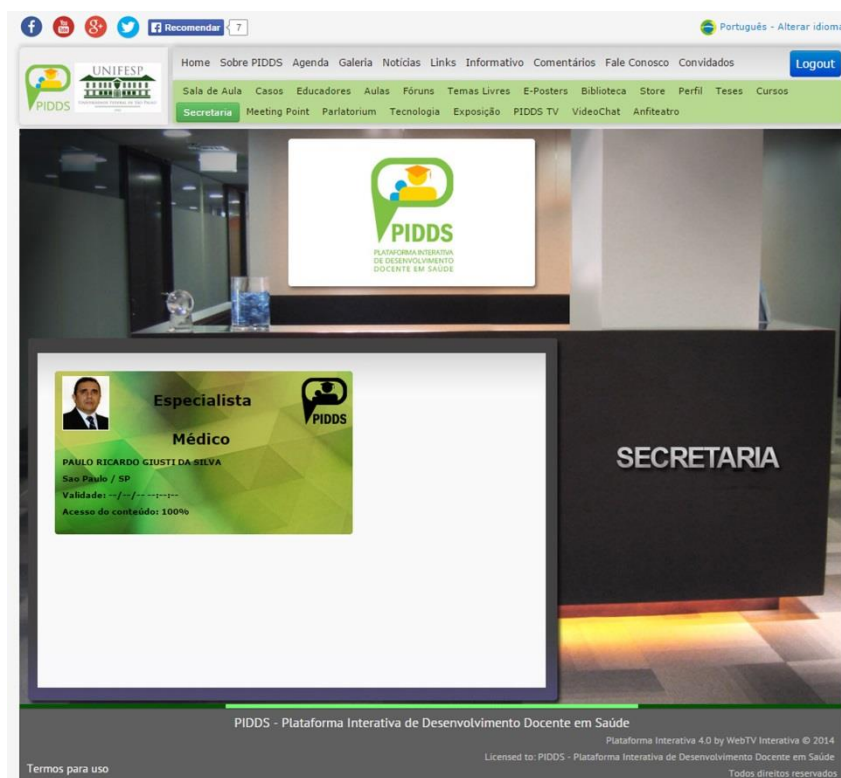 Recomendar 7
Português - Alterar idioma
PIDDS
UNIFESP
Home Sobre PIDDS Agenda Galeria Notícias Links Informativo Comentários Fale Conosco Convidados Logout
Sala de Aula Casos Educadores Aulas Fóruns Temas Livres E-Posters Biblioteca Store Perfil Teses Cursos
Secretaria Meeting Point Parlatorium Tecnologia Exposição PIDDS TV VideoChat Anfiteatro
PIDDS
PLATAFORMA INTERATIVA
DE DESENVOLVIMENTO
DOCENTE EM SAÚDE
Especialista
Médico
PIDDS
PAULO RICARDO GIUSTI DA SILVA
Sao Paulo / SP
Validade: --/--/-- --:--:--
Acesso do conteúdo: 100%
SECRETARIA
PIDDS - Plataforma Interativa de Desenvolvimento Docente em Saúde
Plataforma Interativa 4.0 by WebTV Interativa © 2014
Licensed to: PIDDS - Plataforma Interativa de Desenvolvimento Docente em Saúde
Termos para uso
Todos direitos reservados